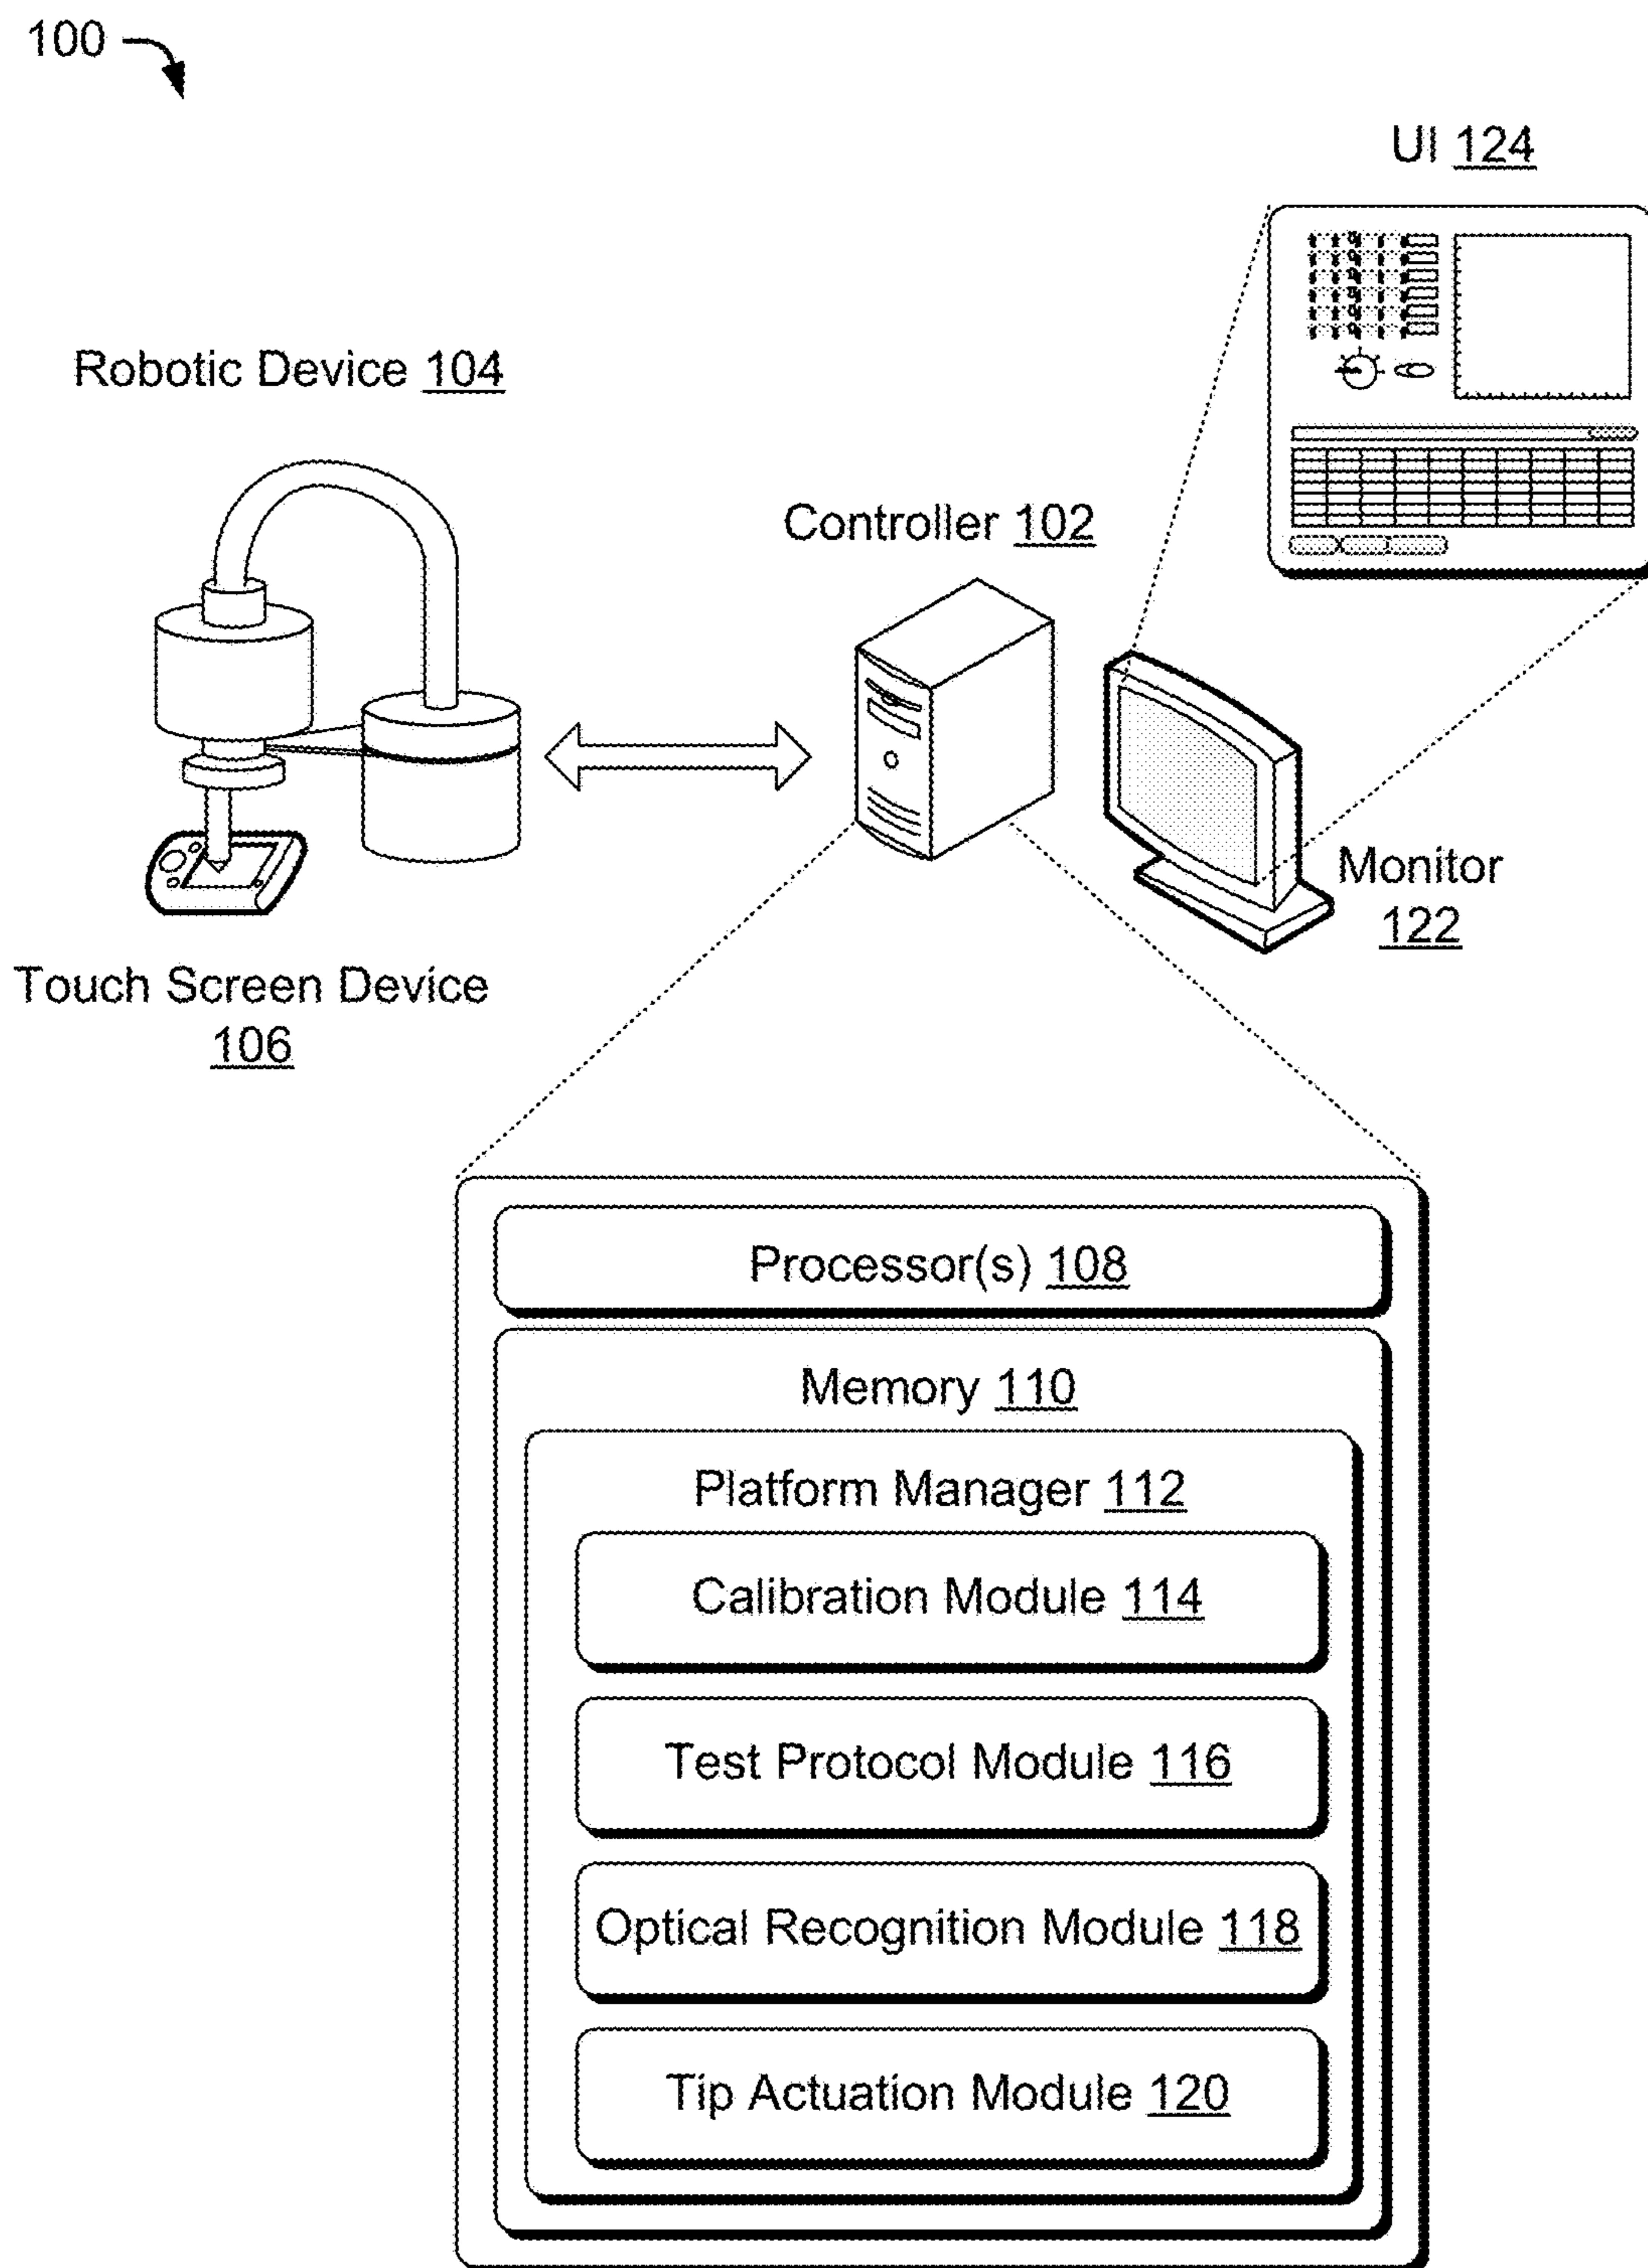 100
UI 124
Robotic Device 104
Controller 102
Monitor
122
Touch Screen Device
106
Processor(s) 108
Memory 110
Platform Manager 112
Calibration Module 114
Test Protocol Module 116
Optical Recognition Module 118
Tip Actuation Module 120